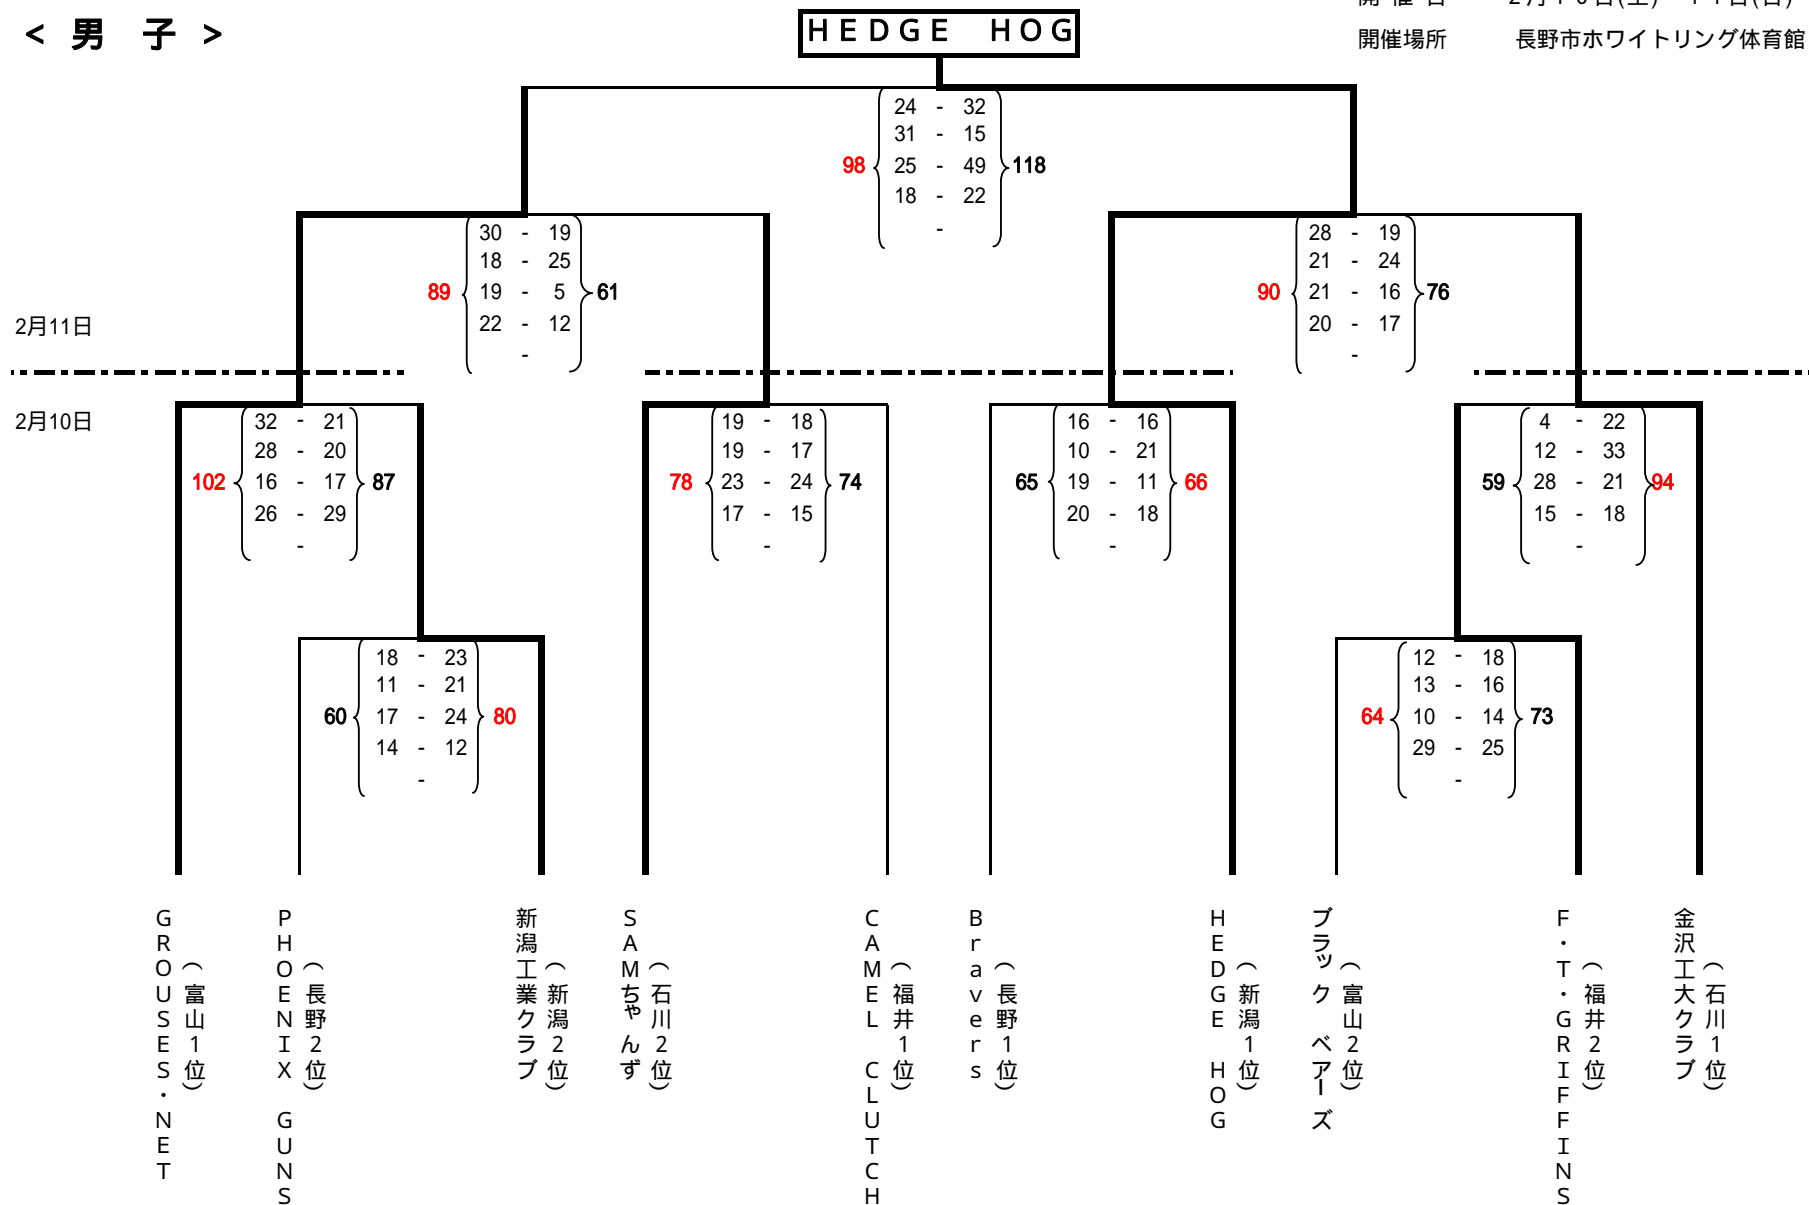 < 男 子 >
HEDGE HOG
開催場所 長野市ホワイトリング体育館
24 - 32
31 - 15
98 25 - 49 118
18 - 22
-
30 - 19
18 - 25
89 19 - 5 61
22 - 12
-
28 - 19
21 - 24
90 21 - 16 76
20 - 17
-
2月11日
2月10日
32 - 21
28 - 20
102 16 - 17 87
26 - 29
-
19 - 18
19 - 17
78 23 - 24 74
17 - 15
-
16 - 16
10 - 21
65 19 - 11 66
20 - 18
-
4 - 22
12 - 33
59 28 - 21 94
15 - 18
-
18 - 23
11 - 21
60 17 - 24 80
14 - 12
-
12 - 18
13 - 16
64 10 - 14 73
29 - 25
-
GROUSES・NET
(富山1位)
PHOENIX GUNS
(長野2位)
新潟工業クラブ
(新潟2位)
SAMちゃんず
(石川2位)
CAMEL CLUTCH
(福井1位)
Bravers
(長野1位)
HEDGE HOG
(新潟1位)
ブラック ベアーズ
(富山2位)
F・T・GRIFFINS
(福井2位)
金沢工大クラブ
(石川1位)